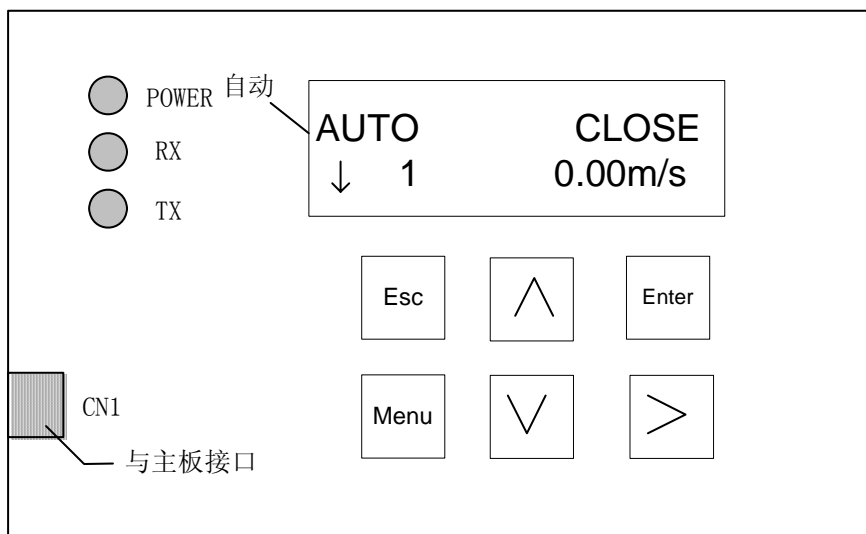 POWER
自动
RX
TX
AUTO CLOSE
↓ 1 0.00m/s
Esc
Enter
Menu
CN1
与主板接口